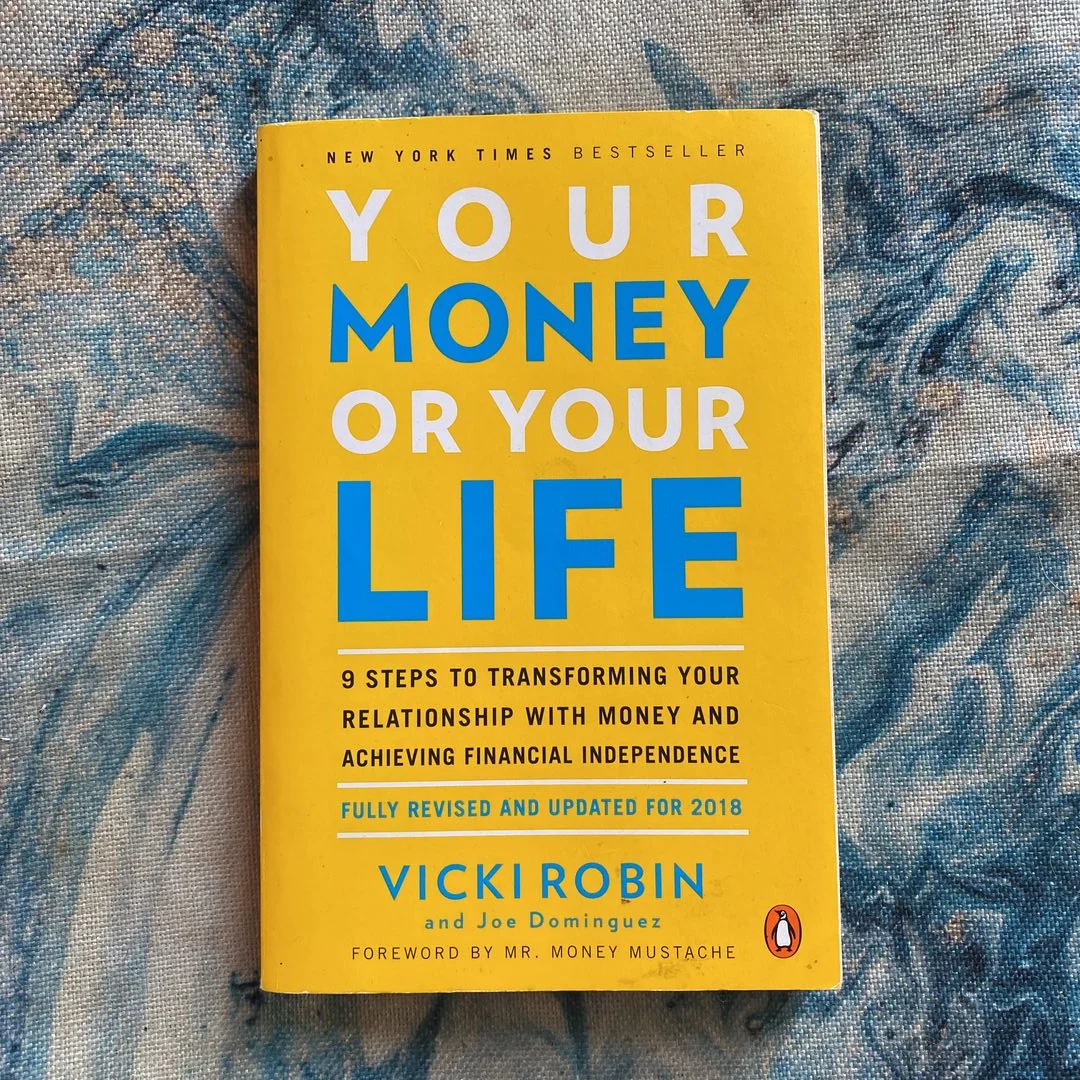 NEW YORK TIMES BESTSELLER
YOUR
MONEY
OR YOUR
LIFE
9 STEPS TO TRANSFORMING YOUR
RELATIONSHIP WITH MONEY AND
ACHIEVING FINANCIAL INDEPENDENCE
FULLY REVISED AND UPDATED FOR 2018
VICKI ROBIN
and Joe Dominguez
FOREWORD BY MR. MONEY MUSTACHE